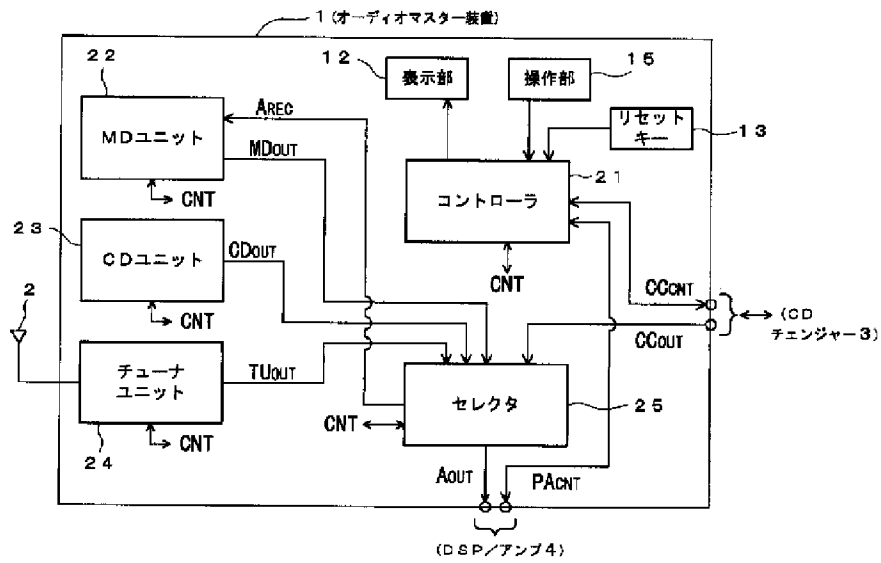 1 (オーディオマスター装置)
22
MDユニット
AREC
MDOUT
CNT
12
表示部
操作部
15
リセット
キー
13
コントローラ
21
CNT
23
CDユニット
CDOUT
CNT
2
CCCNT
CCOUT
(CD
チェンジャー3)
チューナ
ユニット
TUOUT
CNT
24
セレクタ
25
CNT
AOUT
PACNT
(DSP/アンプ4)